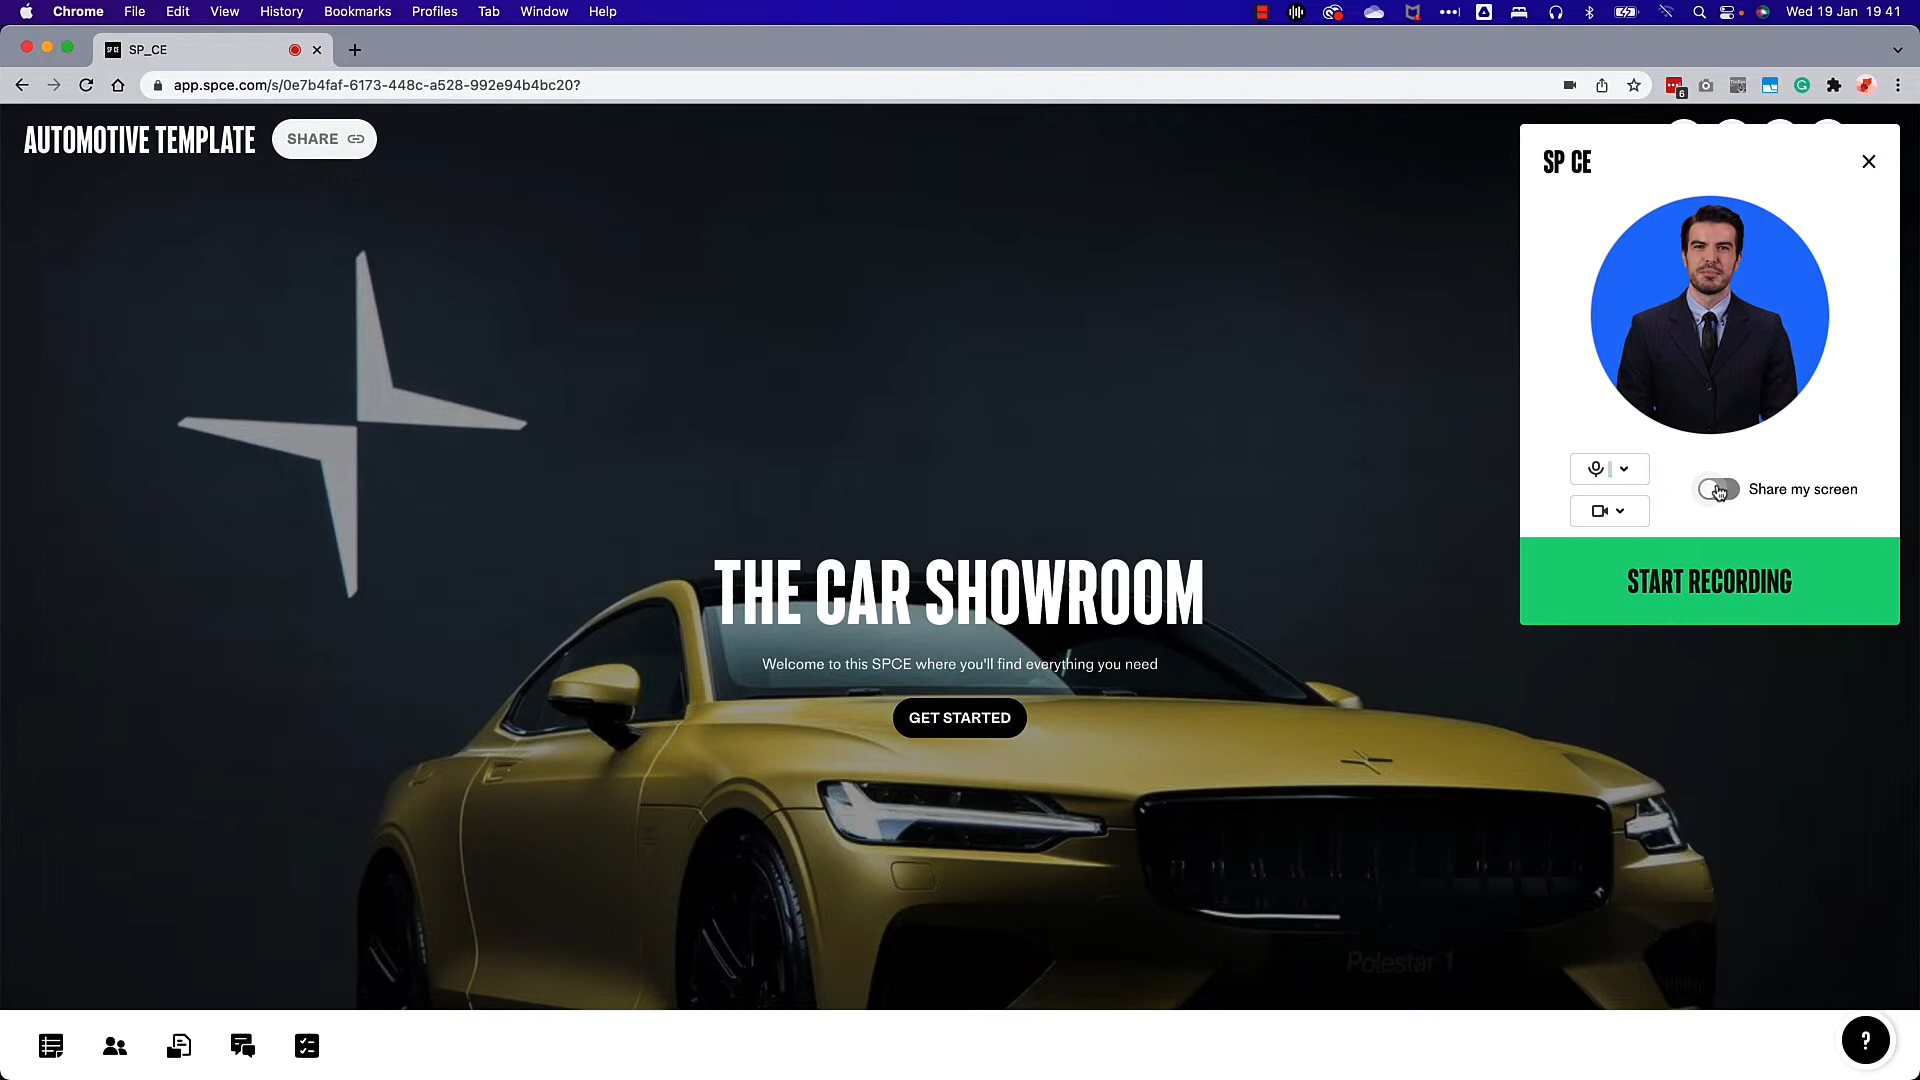 Chrome File Edit View History Bookmarks Profiles Tab Window Help Wed 19 Jan 19 41
SP_CE
app.spce.com/s/0e7b4faf-6173-448c-a528-992e94b4bc20?
6
AUTOMOTIVE TEMPLATE SHARE
SP CE
Share my screen
START RECORDING
THE CAR SHOWROOM
Welcome to this SPCE where you'll find everything you need
GET STARTED
Polestar 1
?